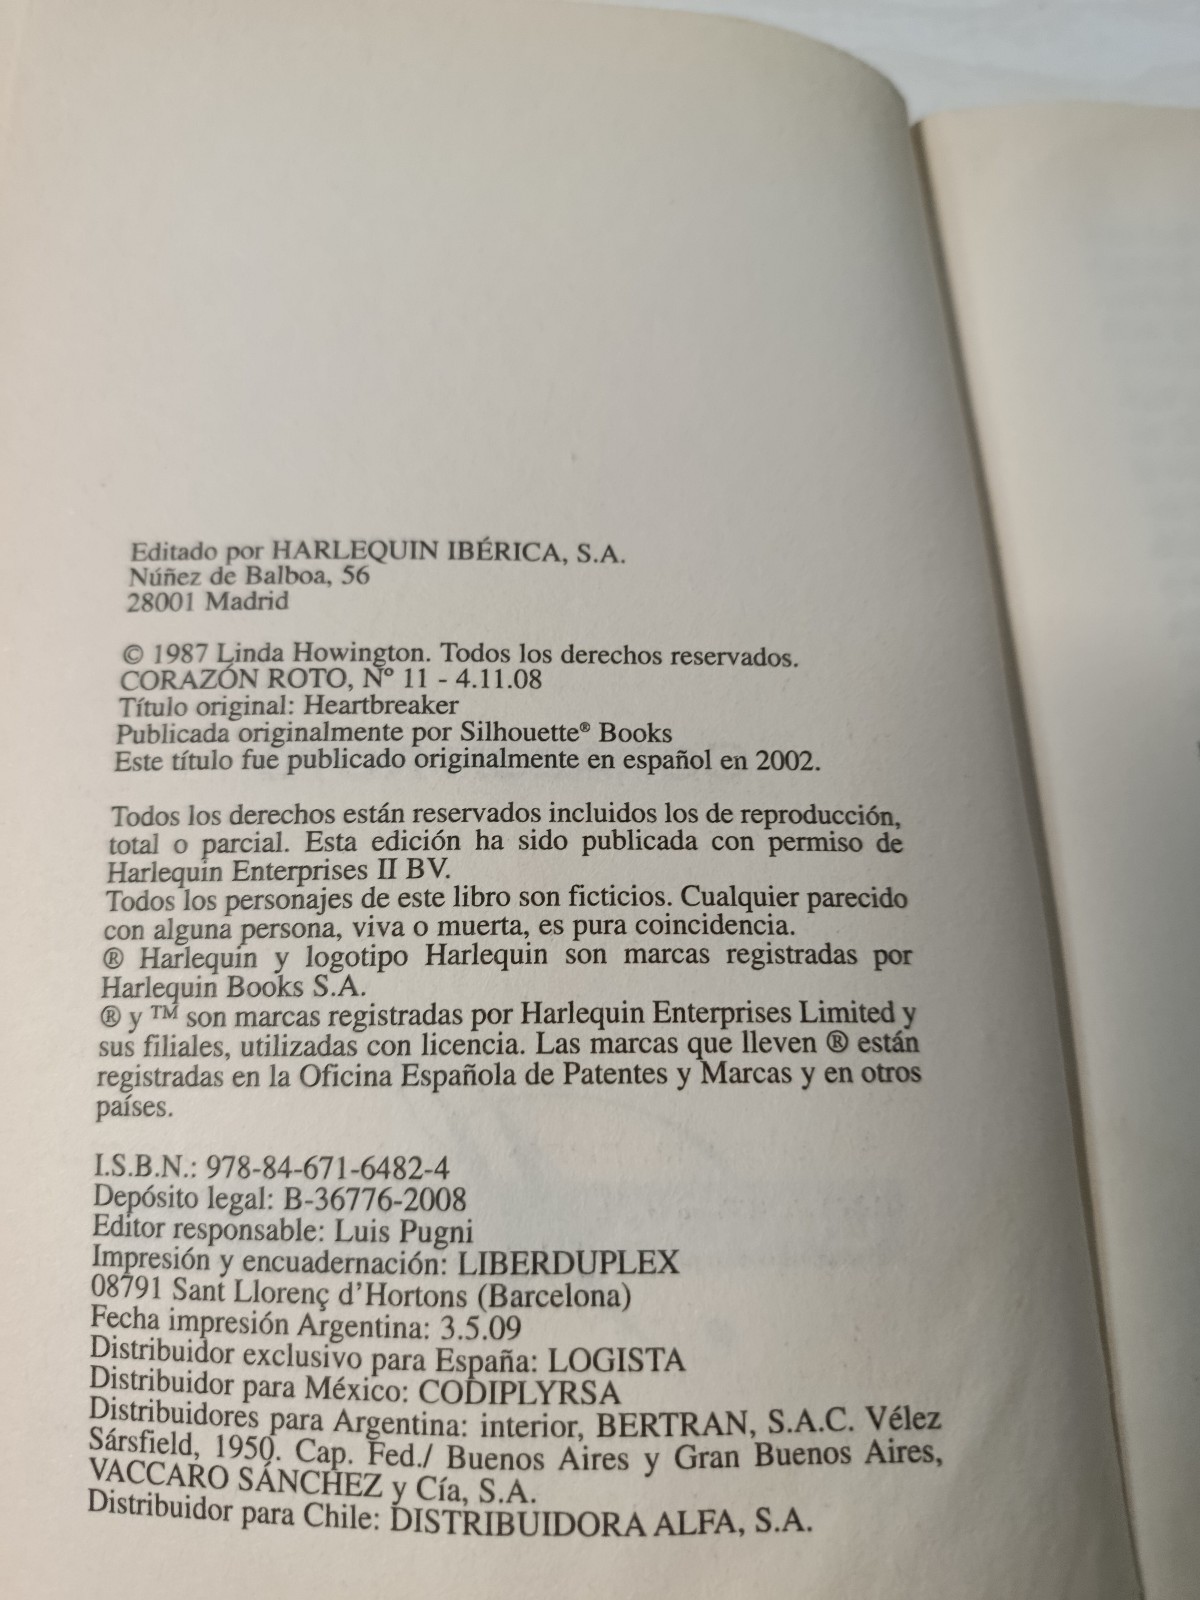 Editado por HARLEQUIN IBÉRICA, S.A.
Núñez de Balboa, 56
28001 Madrid
© 1987 Linda Howington. Todos los derechos reservados.
CORAZÓN ROTO, Nº 11 - 4.11.08
Título original: Heartbreaker
Publicada originalmente por Silhouette® Books
Este título fue publicado originalmente en español en 2002.
Todos los derechos están reservados incluidos los de reproducción,
total o parcial. Esta edición ha sido publicada con permiso de
Harlequin Enterprises II BV.
Todos los personajes de este libro son ficticios. Cualquier parecido
con alguna persona, viva o muerta, es pura coincidencia.
® Harlequin y logotipo Harlequin son marcas registradas por
Harlequin Books S.A.
® y ™ son marcas registradas por Harlequin Enterprises Limited y
sus filiales, utilizadas con licencia. Las marcas que lleven ® están
registradas en la Oficina Española de Patentes y Marcas y en otros
países.
I.S.B.N.: 978-84-671-6482-4
Depósito legal: B-36776-2008
Editor responsable: Luis Pugni
Impresión y encuadernación: LIBERDUPLEX
08791 Sant Llorenç d'Hortons (Barcelona)
Fecha impresión Argentina: 3.5.09
Distribuidor exclusivo para España: LOGISTA
Distribuidor para México: CODIPLYRSA
Distribuidores para Argentina: interior, BERTRAN, S.A.C. Vélez
Sársfield, 1950. Cap. Fed./ Buenos Aires y Gran Buenos Aires,
VACCARO SÁNCHEZ y Cía, S.A.
Distribuidor para Chile: DISTRIBUIDORA ALFA, S.A.